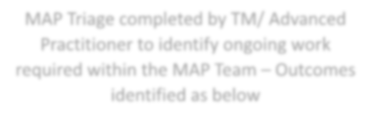 MAP Triage completed by TM/ Advanced
Practitioner to identify ongoing work
required within the MAP Team – Outcomes
identified as below